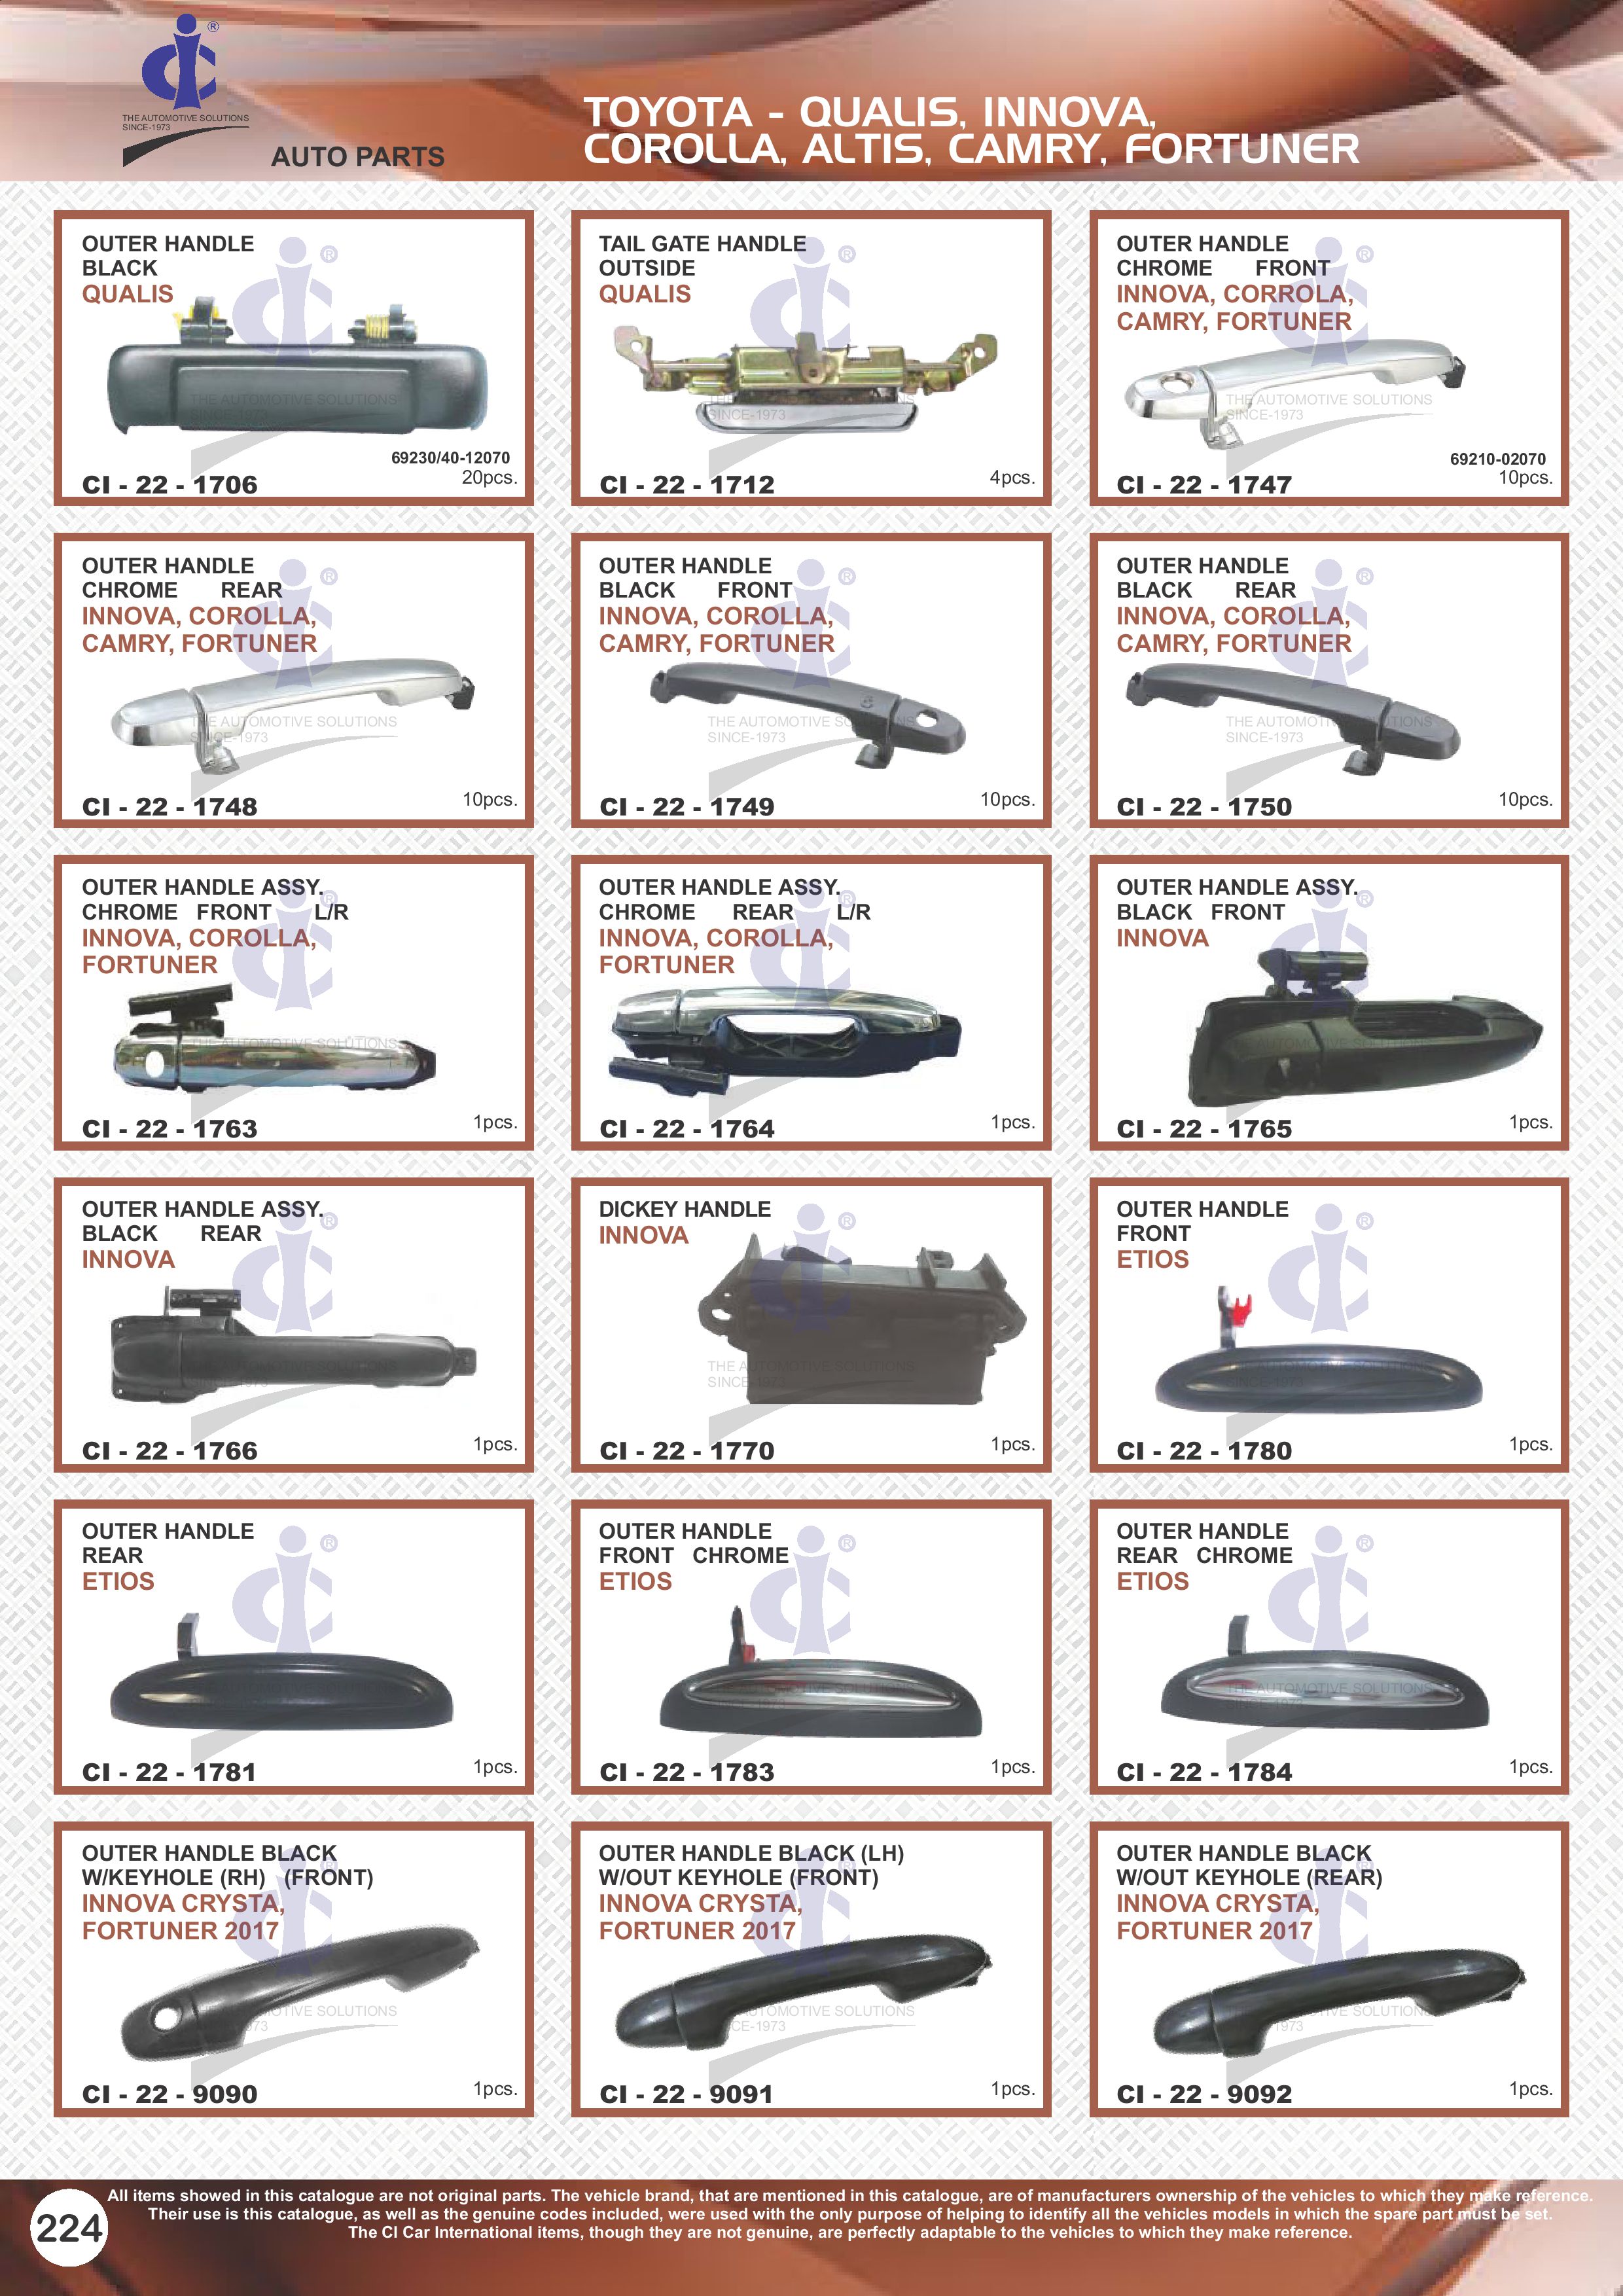 ®
THE AUTOMOTIVE SOLUTIONS
SINCE-1973
AUTO PARTS
TOYOTA - QUALIS, INNOVA,
COROLLA, ALTIS, CAMRY, FORTUNER
OUTER HANDLE
BLACK
QUALIS
69230/40-12070
20pcs.
CI - 22 - 1706
TAIL GATE HANDLE
OUTSIDE
QUALIS
4pcs.
CI - 22 - 1712
OUTER HANDLE
CHROME FRONT
INNOVA, CORROLA,
CAMRY, FORTUNER
69210-02070
10pcs.
CI - 22 - 1747
OUTER HANDLE
CHROME REAR
INNOVA, COROLLA,
CAMRY, FORTUNER
10pcs.
CI - 22 - 1748
OUTER HANDLE
BLACK FRONT
INNOVA, COROLLA,
CAMRY, FORTUNER
10pcs.
CI - 22 - 1749
OUTER HANDLE
BLACK REAR
INNOVA, COROLLA,
CAMRY, FORTUNER
10pcs.
CI - 22 - 1750
OUTER HANDLE ASSY.
CHROME FRONT L/R
INNOVA, COROLLA,
FORTUNER
1pcs.
CI - 22 - 1763
OUTER HANDLE ASSY.
CHROME REAR L/R
INNOVA, COROLLA,
FORTUNER
1pcs.
CI - 22 - 1764
OUTER HANDLE ASSY.
BLACK FRONT
INNOVA
1pcs.
CI - 22 - 1765
OUTER HANDLE ASSY.
BLACK REAR
INNOVA
1pcs.
CI - 22 - 1766
DICKEY HANDLE
INNOVA
1pcs.
CI - 22 - 1770
OUTER HANDLE
FRONT
ETIOS
1pcs.
CI - 22 - 1780
OUTER HANDLE
REAR
ETIOS
1pcs.
CI - 22 - 1781
OUTER HANDLE
FRONT CHROME
ETIOS
1pcs.
CI - 22 - 1783
OUTER HANDLE
REAR CHROME
ETIOS
1pcs.
CI - 22 - 1784
OUTER HANDLE BLACK
W/KEYHOLE (RH) (FRONT)
INNOVA CRYSTA,
FORTUNER 2017
1pcs.
CI - 22 - 9090
OUTER HANDLE BLACK (LH)
W/OUT KEYHOLE (FRONT)
INNOVA CRYSTA,
FORTUNER 2017
1pcs.
CI - 22 - 9091
OUTER HANDLE BLACK
W/OUT KEYHOLE (REAR)
INNOVA CRYSTA,
FORTUNER 2017
1pcs.
CI - 22 - 9092
224
All items showed in this catalogue are not original parts. The vehicle brand, that are mentioned in this catalogue, are of manufacturers ownership of the vehicles to which they make reference.
Their use is this catalogue, as well as the genuine codes included, were used with the only purpose of helping to identify all the vehicles models in which the spare part must be set.
The CI Car International items, though they are not genuine, are perfectly adaptable to the vehicles to which they make reference.